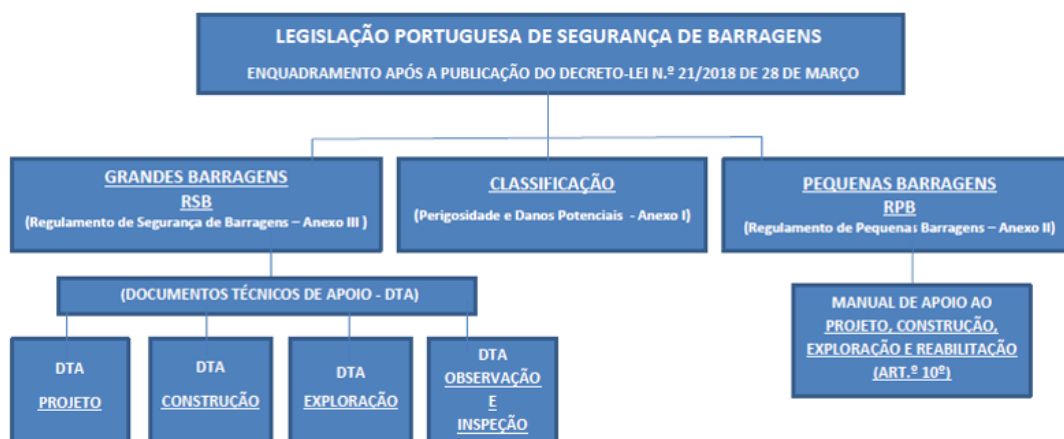 LEGISLAÇÃO PORTUGUESA DE SEGURANÇA DE BARRAGENS
ENQUADRAMENTO APÓS A PUBLICAÇÃO DO DECRETO-LEI N.º 21/2018 DE 28 DE MARÇO
GRANDES BARRAGENS
RSB
(Regulamento de Segurança de Barragens – Anexo III )
CLASSIFICAÇÃO
(Perigosidade e Danos Potenciais - Anexo I)
PEQUENAS BARRAGENS
RPB
(Regulamento de Pequenas Barragens – Anexo II)
(DOCUMENTOS TÉCNICOS DE APOIO - DTA)
DTA
PROJETO
DTA
CONSTRUÇÃO
DTA
EXPLORAÇÃO
DTA
OBSERVAÇÃO
E
INSPEÇÃO
MANUAL DE APOIO AO
PROJETO, CONSTRUÇÃO,
EXPLORAÇÃO E REABILITAÇÃO
(ART.º 10º)